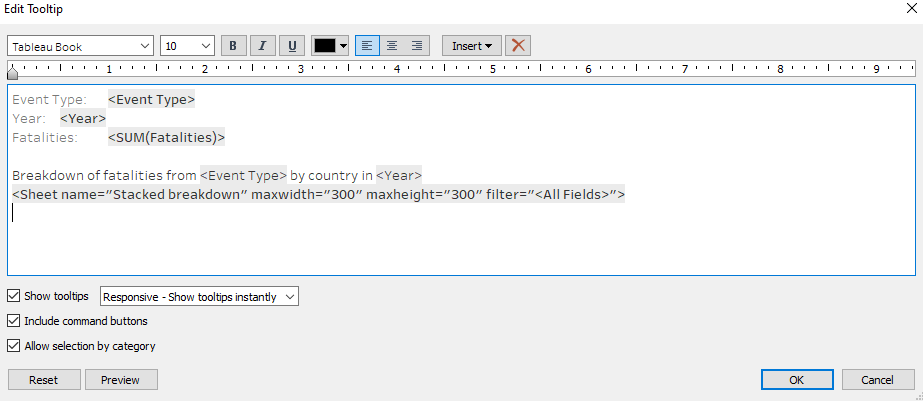 Edit Tooltip
Tableau Book 10 B I U Insert
1 2 3 4 5 6 7 8 9
Event Type: <Event Type>
Year: <Year>
Fatalities: <SUM(Fatalities)>
Breakdown of fatalities from <Event Type> by country in <Year>
<Sheet name="Stacked breakdown" maxwidth="300" maxheight="300" filter="<All Fields>">
Show tooltips Responsive - Show tooltips instantly
Include command buttons
Allow selection by category
Reset Preview OK Cancel